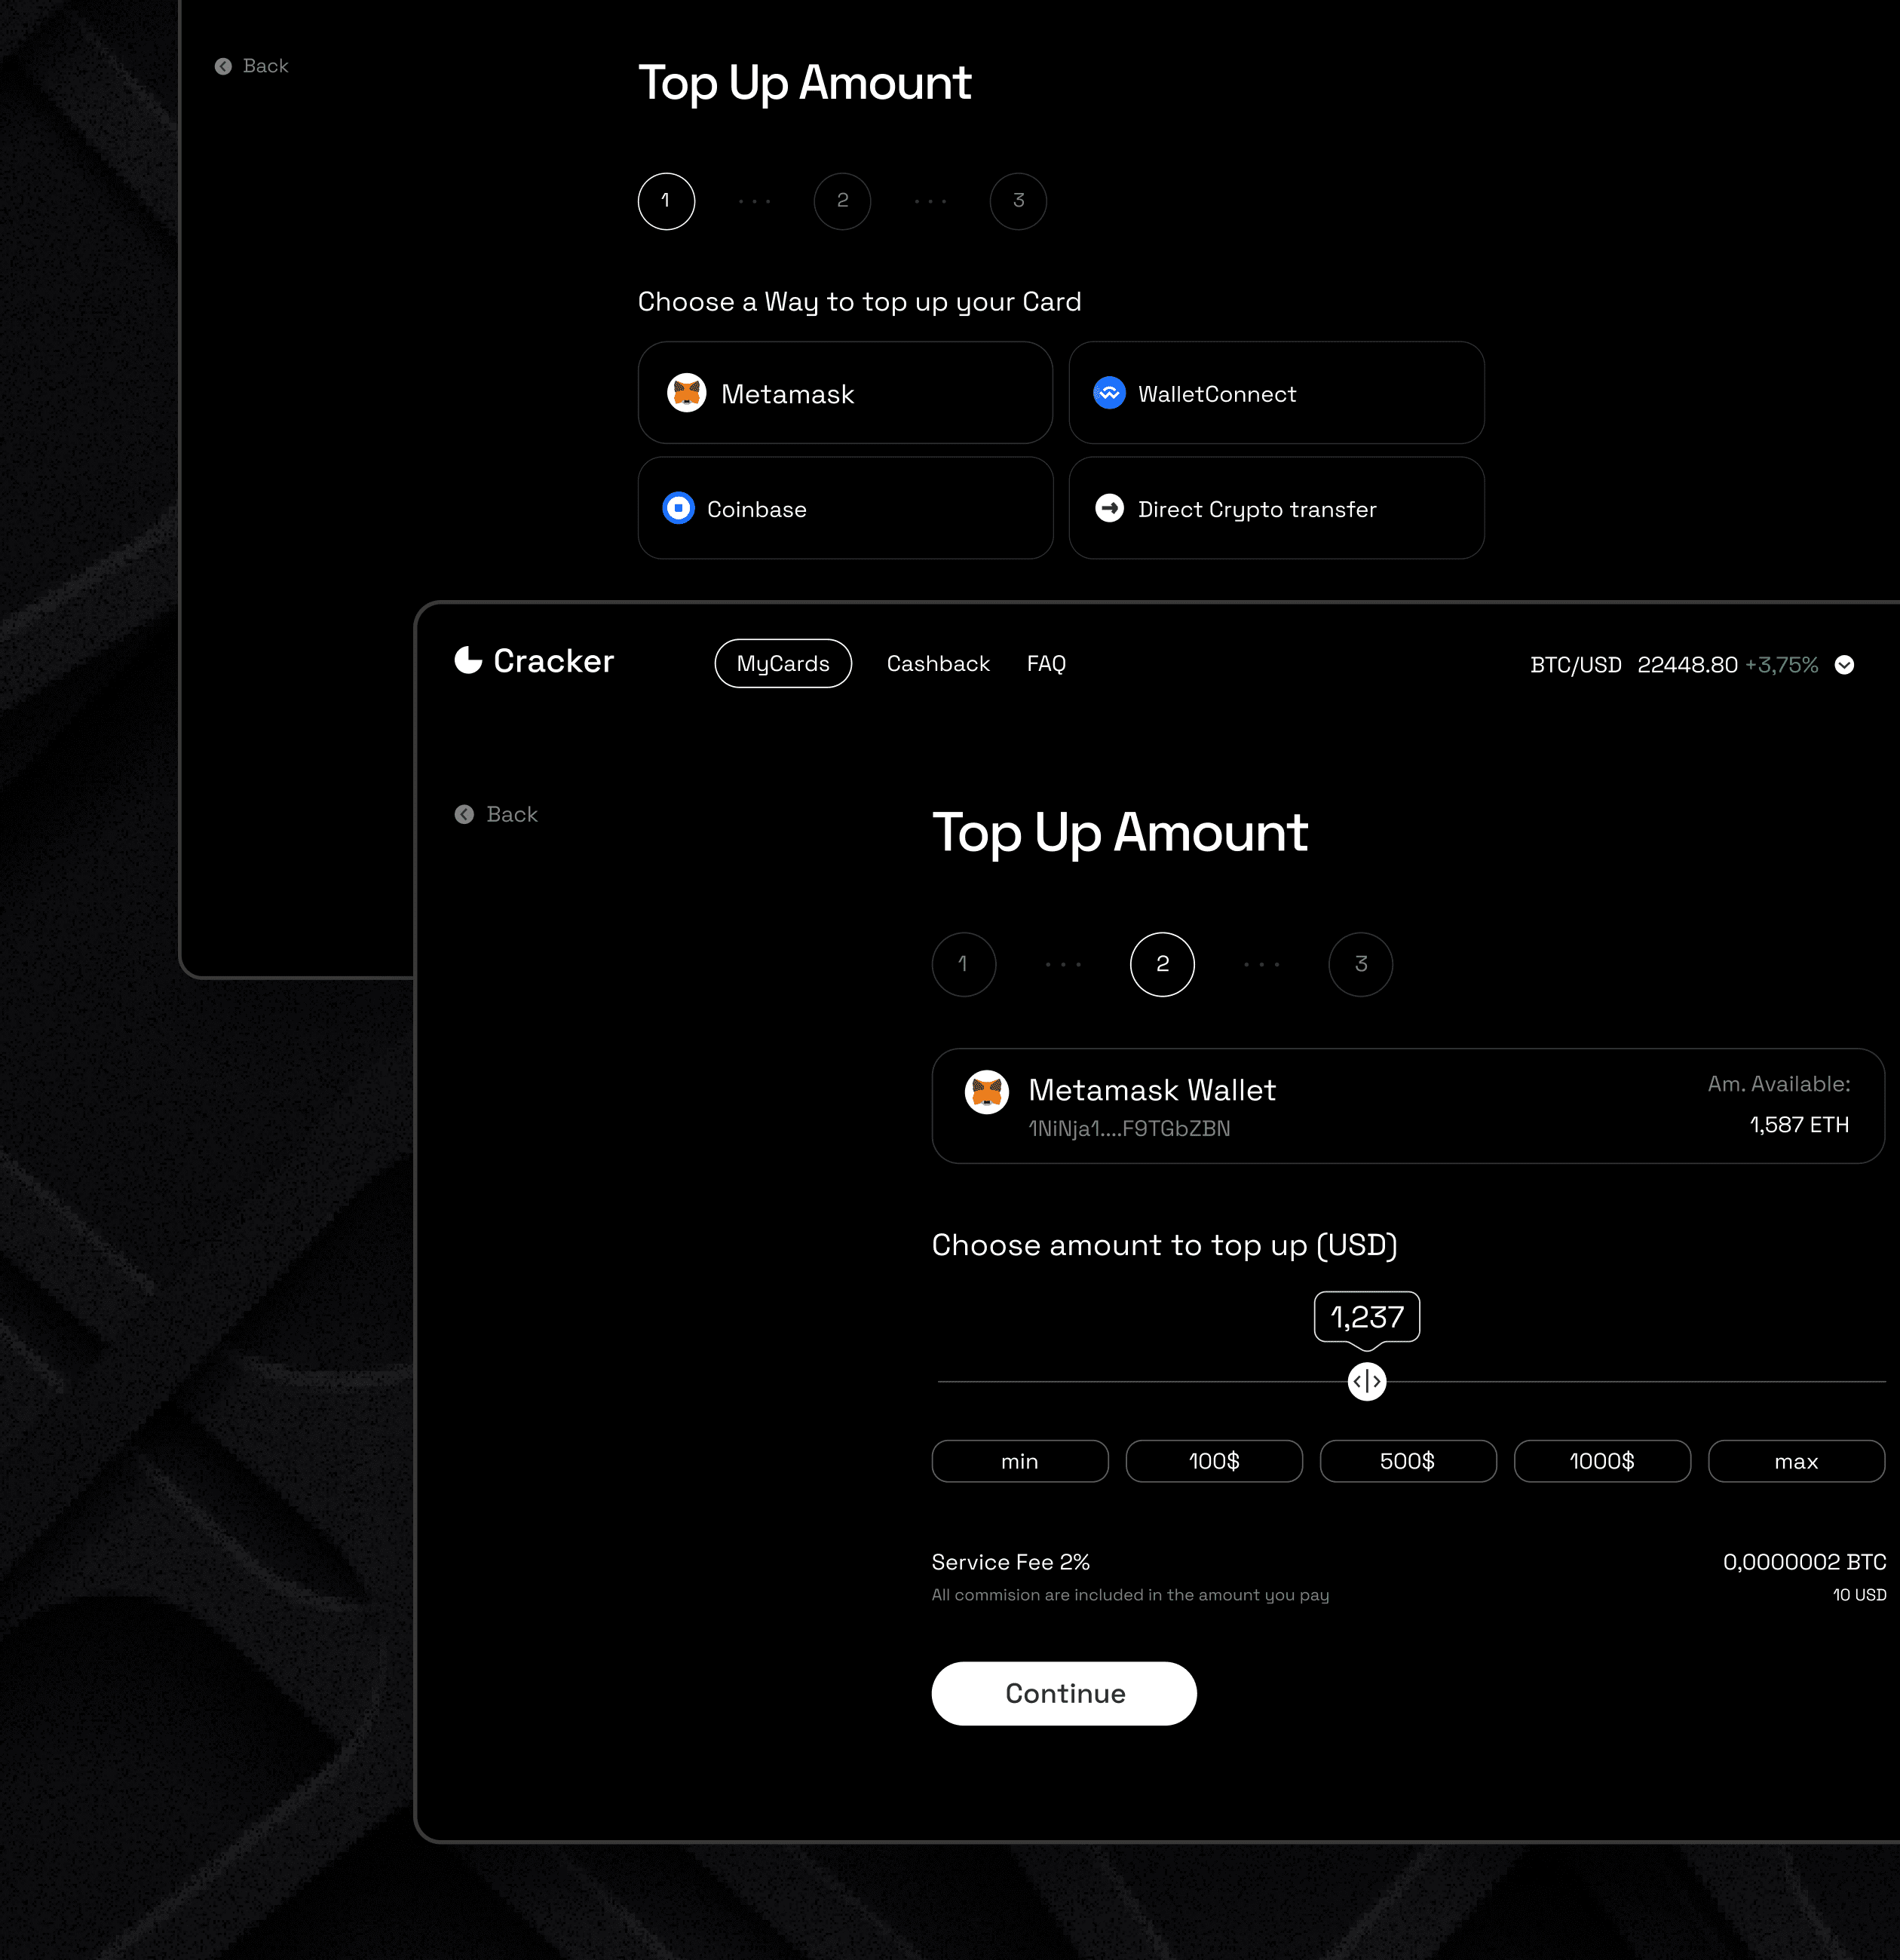 Back
Top Up Amount
1 ... 2 ... 3
Choose a Way to top up your Card
Metamask
WalletConnect
Coinbase
Direct Crypto transfer
Cracker
MyCards
Cashback
FAQ
BTC/USD 22448.80 +3,75%
Back
Top Up Amount
1 ... 2 ... 3
Metamask Wallet
1NiNja1....F9TGbZBN
Am. Available:
1,587 ETH
Choose amount to top up (USD)
1,237
min
100$
500$
1000$
max
Service Fee 2%
0,0000002 BTC
All commision are included in the amount you pay
10 USD
Continue